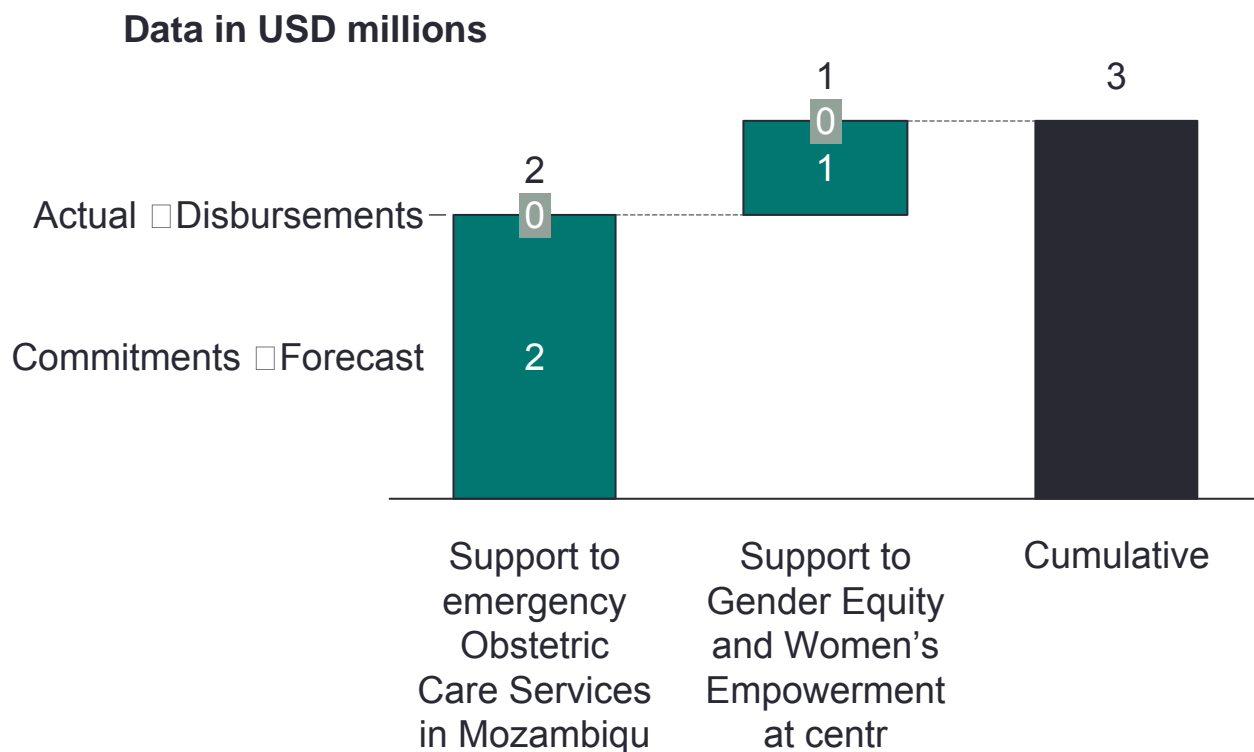 Data in USD millions
1
3
0
2
1
Actual □Disbursements
0
Commitments □Forecast
2
Support to
emergency
Obstetric
Care Services
in Mozambiqu
Support to
Gender Equity
and Women’s
Empowerment
at centr
Cumulative